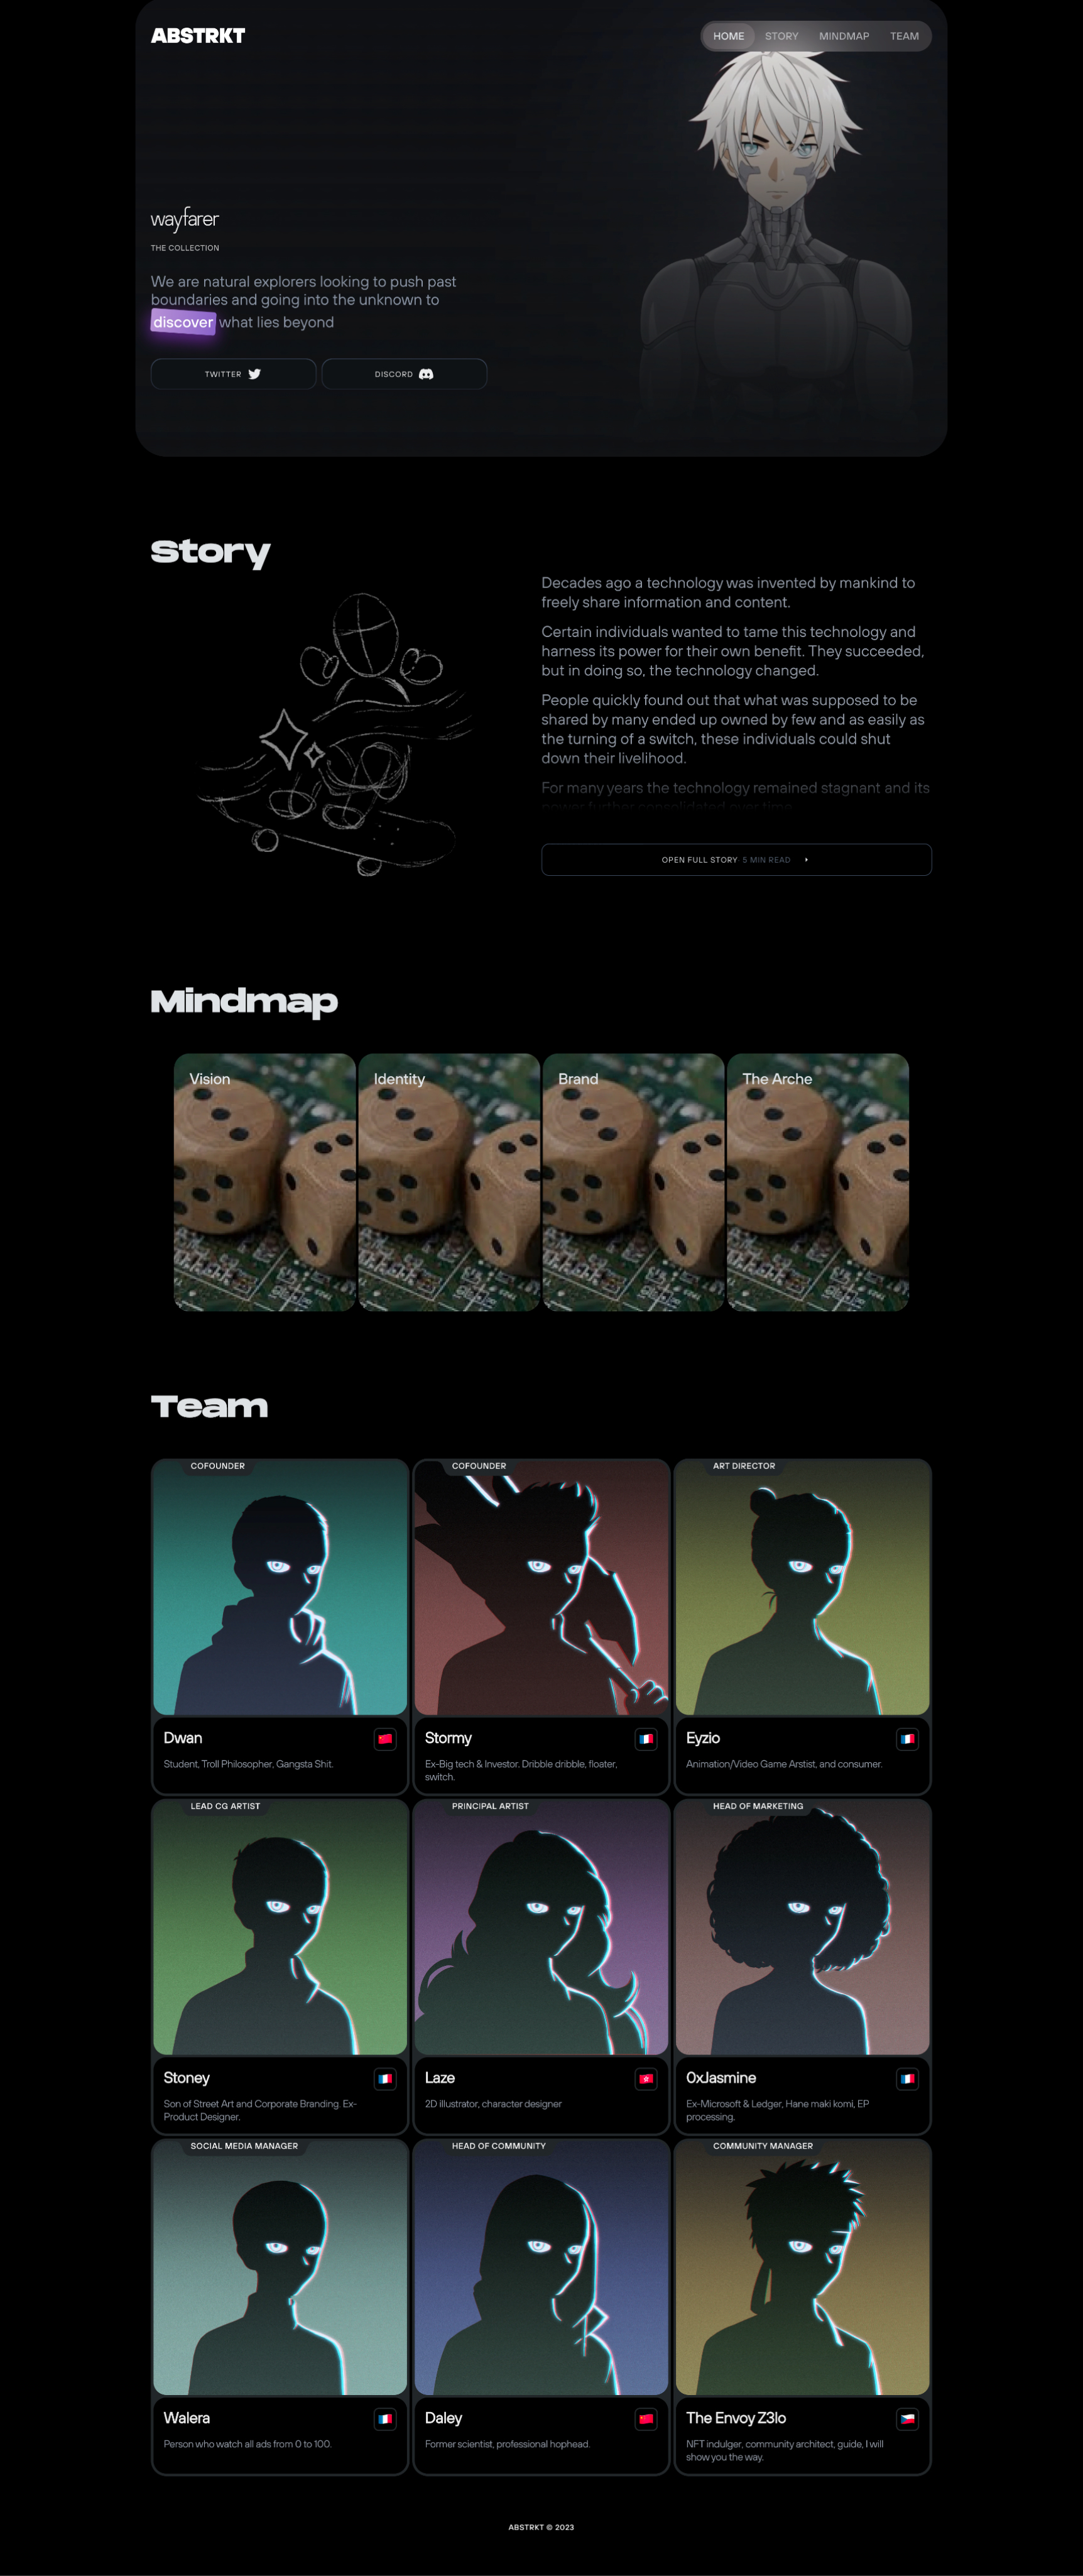 ABSTRKT
HOME STORY MINDMAP TEAM
wayfarer
THE COLLECTION
We are natural explorers looking to push past
boundaries and going into the unknown to
discover what lies beyond
TWITTER
DISCORD
Story
Decades ago a technology was invented by mankind to
freely share information and content.
Certain individuals wanted to tame this technology and
harness its power for their own benefit. They succeeded,
but in doing so, the technology changed.
People quickly found out that what was supposed to be
shared by many ended up owned by few and as easily as
the turning of a switch, these individuals could shut
down their livelihood.
For many years the technology remained stagnant and its
power further consolidated over time.
OPEN FULL STORY 5 MIN READ
Mindmap
Vision
Identity
Brand
The Arche
Team
COFOUNDER
Dwan
Student, Troll Philosopher, Gangsta Shit.
COFOUNDER
Stormy
Ex-Big tech & Investor. Dribble dribble, floater,
switch.
ART DIRECTOR
Eyzio
Animation/Video Game Arstist, and consumer.
LEAD CG ARTIST
Stoney
Son of Street Art and Corporate Branding. Ex-
Product Designer.
PRINCIPAL ARTIST
Laze
2D illustrator, character designer
HEAD OF MARKETING
0xJasmine
Ex-Microsoft & Ledger, Hane maki komi, EP
processing.
SOCIAL MEDIA MANAGER
Walera
Person who watch all ads from 0 to 100.
HEAD OF COMMUNITY
Daley
Former scientist, professional hophead.
COMMUNITY MANAGER
The Envoy Z3lo
NFT indulger, community architect, guide, I will
show you the way.
ABSTRKT © 2023